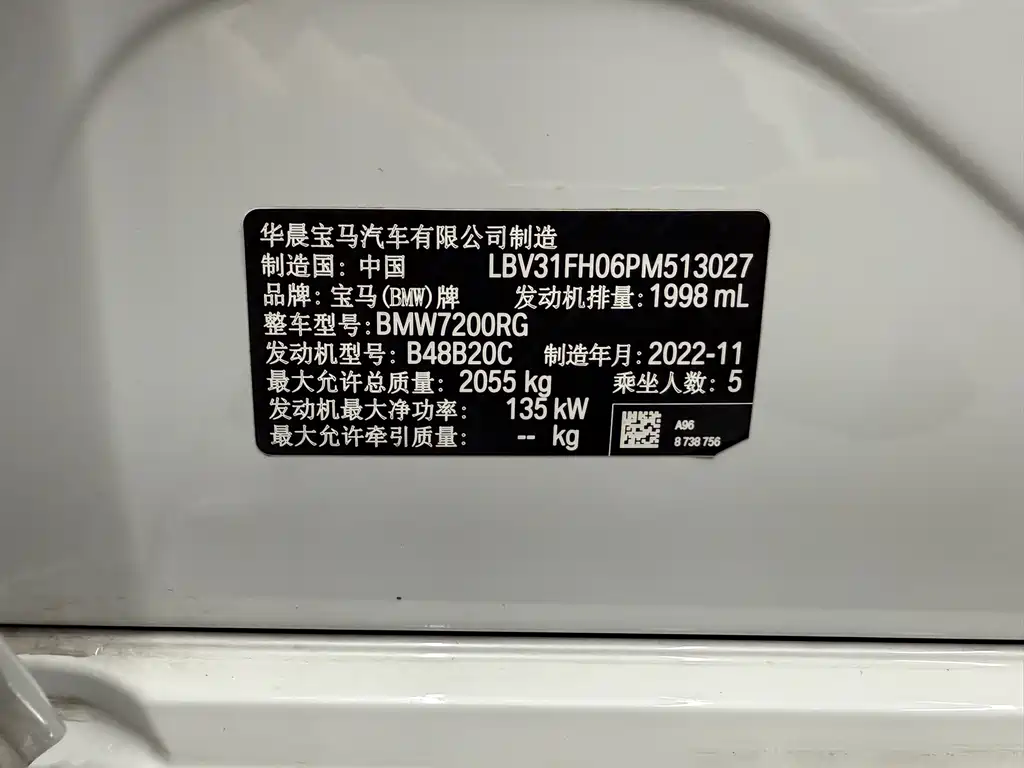 华晨宝马汽车有限公司制造
制造国: 中国 LBV31FH06PM513027
品牌: 宝马(BMW)牌 发动机排量: 1998 mL
整车型号: BMW7200RG
发动机型号: B48B20C 制造年月: 2022-11
最大允许总质量: 2055 kg 乘坐人数: 5
发动机最大净功率: 135 kW
最大允许牵引质量: -- kg
A96
8 738 756